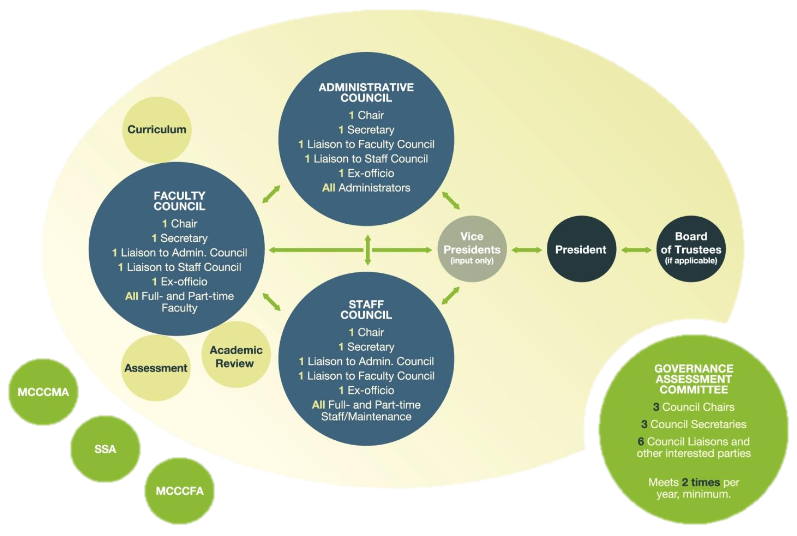 ADMINISTRATIVE
COUNCIL
1 Chair
1 Secretary
1 Liaison to Faculty Council
1 Liaison to Staff Council
1 Ex-officio
All Administrators
Curriculum
FACULTY
COUNCIL
1 Chair
1 Secretary
1 Liaison to Admin. Council
1 Liaison to Staff Council
1 Ex-officio
All Full- and Part-time
Faculty
Vice
Presidents
(input only)
President
Board
of Trustees
(if applicable)
STAFF
COUNCIL
1 Chair
1 Secretary
1 Liaison to Admin. Council
1 Liaison to Faculty Council
1 Ex-officio
All Full- and Part-time
Staff/Maintenance
Assessment
Academic
Review
MCCCMA
SSA
MCCCFA
GOVERNANCE
ASSESSMENT
COMMITTEE
3 Council Chairs
3 Council Secretaries
6 Council Liaisons and
other interested parties
Meets 2 times per
year, minimum.